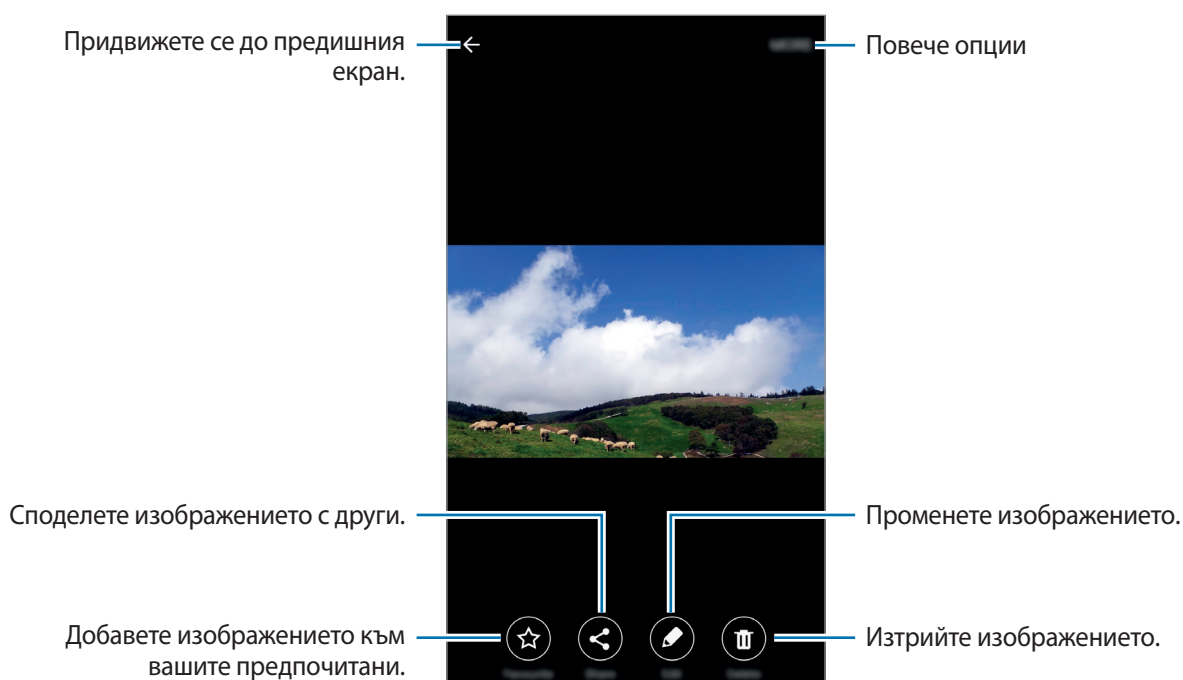 Придвижете се до предишния
екран.
Повече опции
Споделете изображението с други.
Променете изображението.
Добавете изображението към
вашите предпочитани.
Изтрийте изображението.